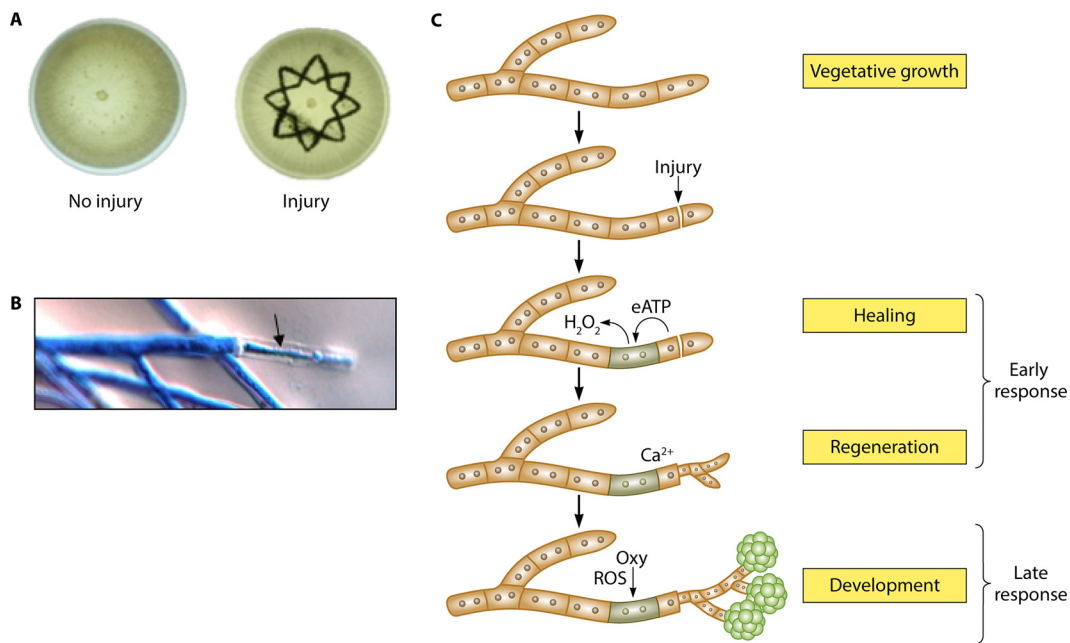 A
No injury
Injury
B
C
Vegetative growth
Injury
eATP
H₂O₂
Healing
Early
response
Ca²⁺
Regeneration
Oxy
ROS
Development
Late
response